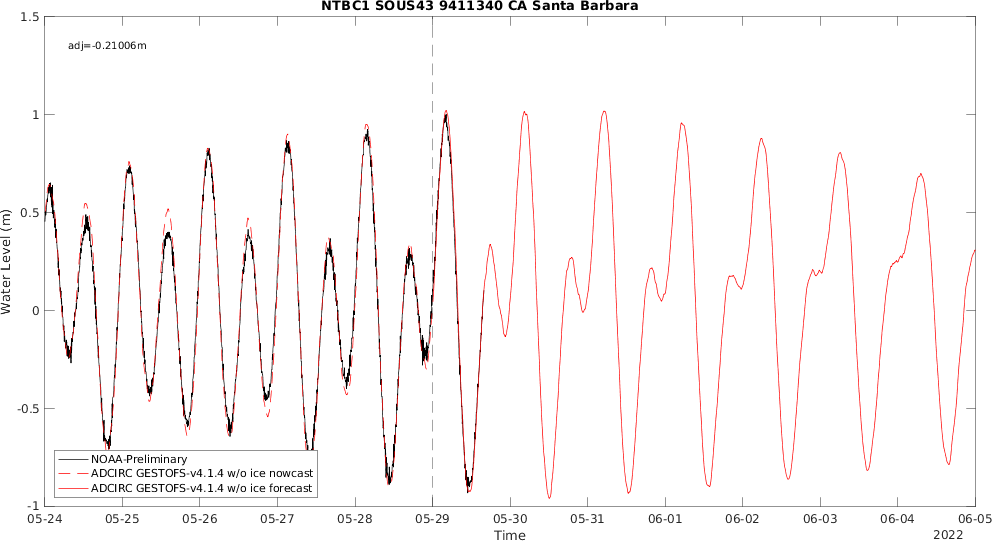 NTBC1 SOUS43 9411340 CA Santa Barbara
1.5
adj=-0.21006m
1
0.5
Water Level (m)
0
-0.5
-1
NOAA-Preliminary
ADCIRC GESTOFS-v4.1.4 w/o ice nowcast
ADCIRC GESTOFS-v4.1.4 w/o ice forecast
05-24 05-25 05-26 05-27 05-28 05-29 05-30 05-31 06-01 06-02 06-03 06-04 06-05
Time
2022